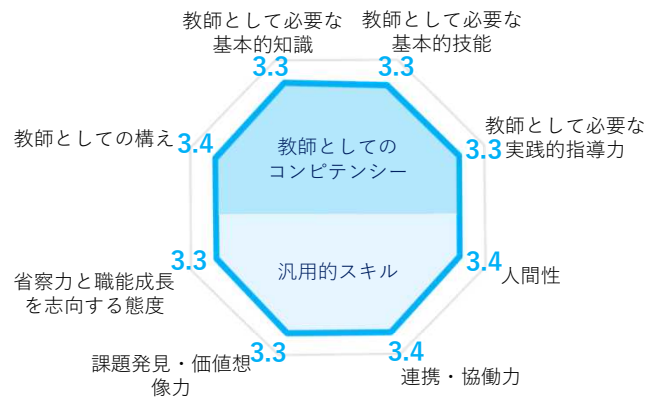 教師として必要な
基本的知識
3.3
教師として必要な
基本的技能
3.3
教師として必要な
実践的指導力
3.3
教師としての構え
3.4
教師としての
コンピテンシー
汎用的スキル
3.4
人間性
3.3
省察力と職能成長
を志向する態度
3.3
課題発見・価値想
像力
3.4
連携・協働力